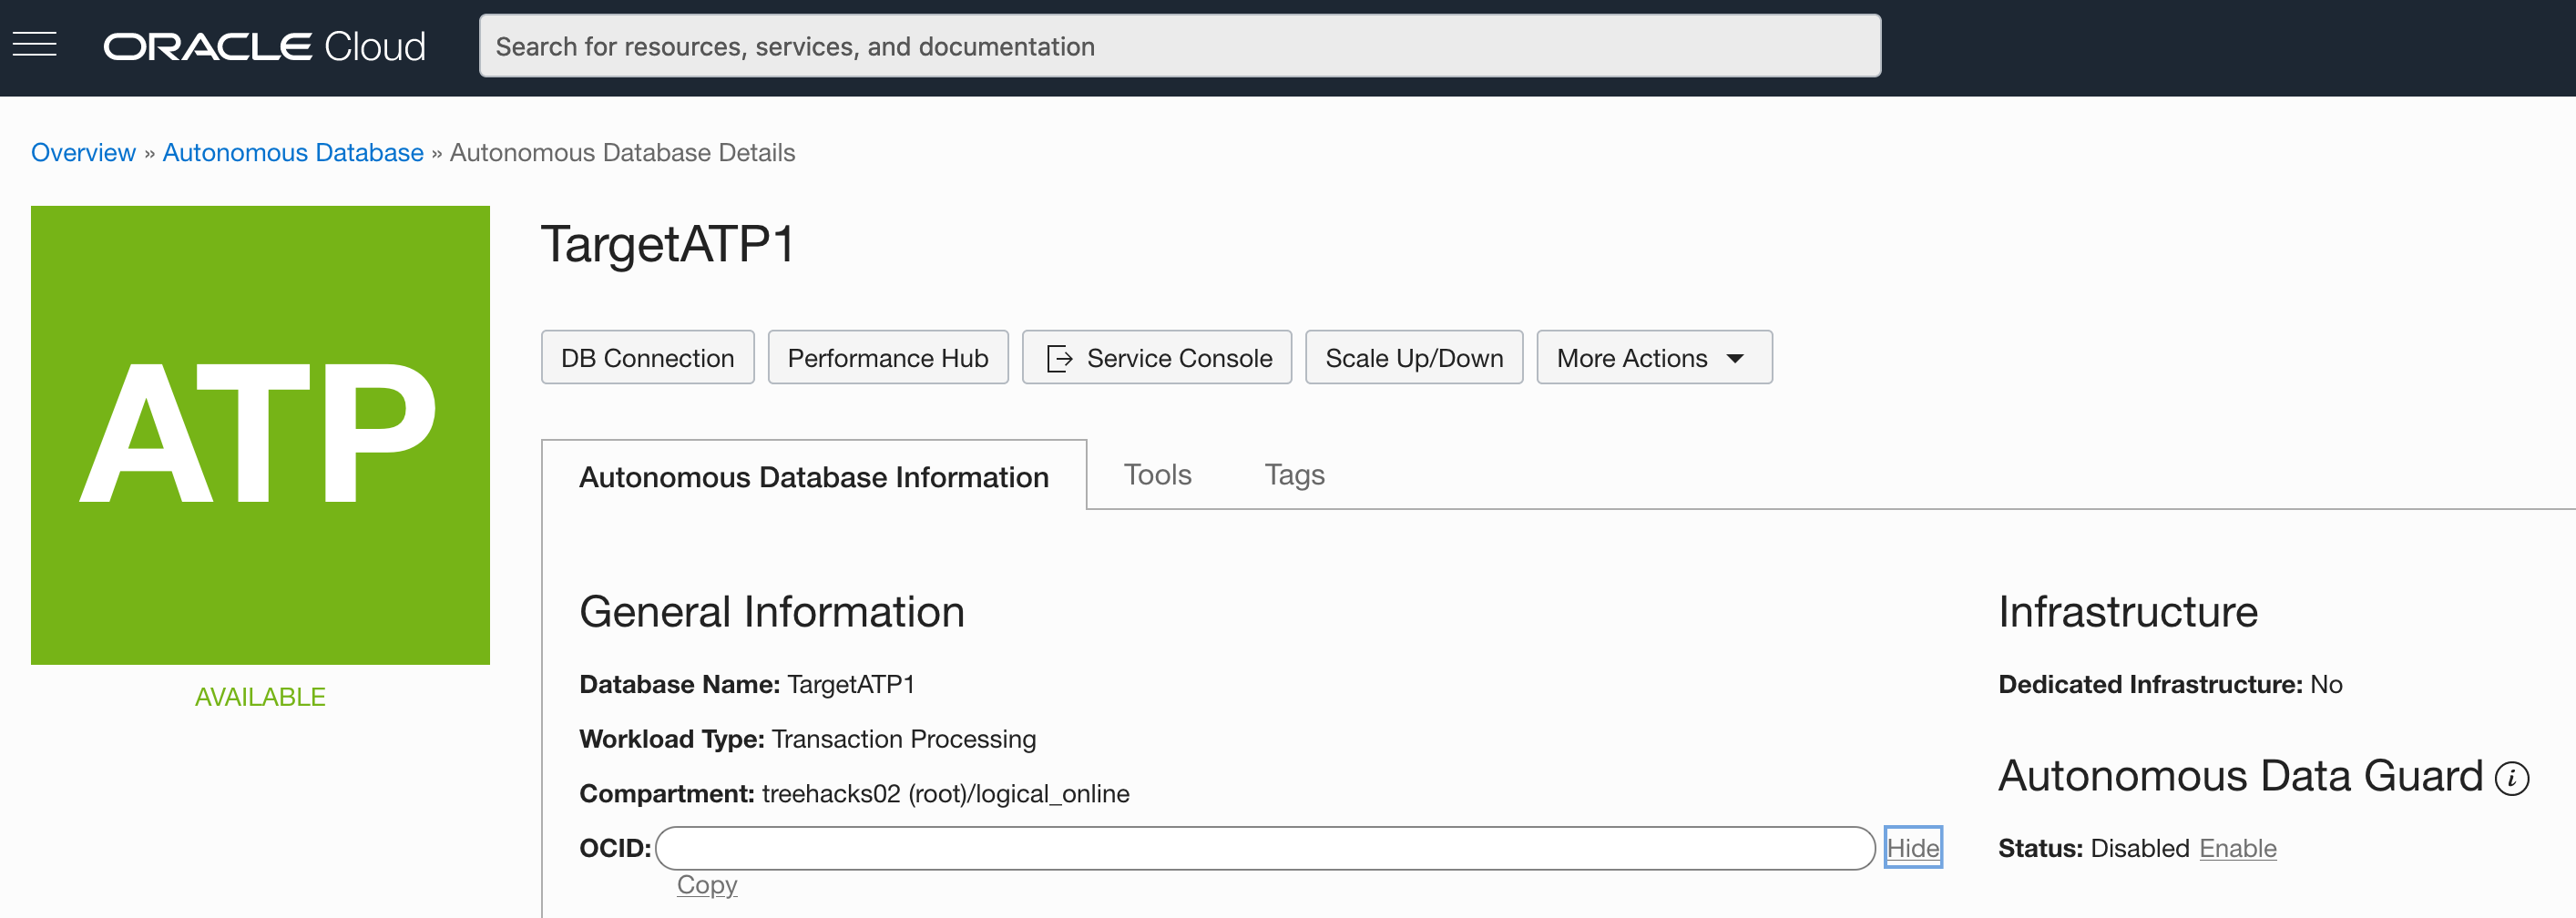 ORACLE Cloud
Search for resources, services, and documentation
Overview » Autonomous Database » Autonomous Database Details
ATP
AVAILABLE
TargetATP1
DB Connection
Performance Hub
Service Console
Scale Up/Down
More Actions
Autonomous Database Information
Tools
Tags
General Information
Database Name: TargetATP1
Workload Type: Transaction Processing
Compartment: treehacks02 (root)/logical_online
OCID: Hide
Copy
Infrastructure
Dedicated Infrastructure: No
Autonomous Data Guard i
Status: Disabled Enable